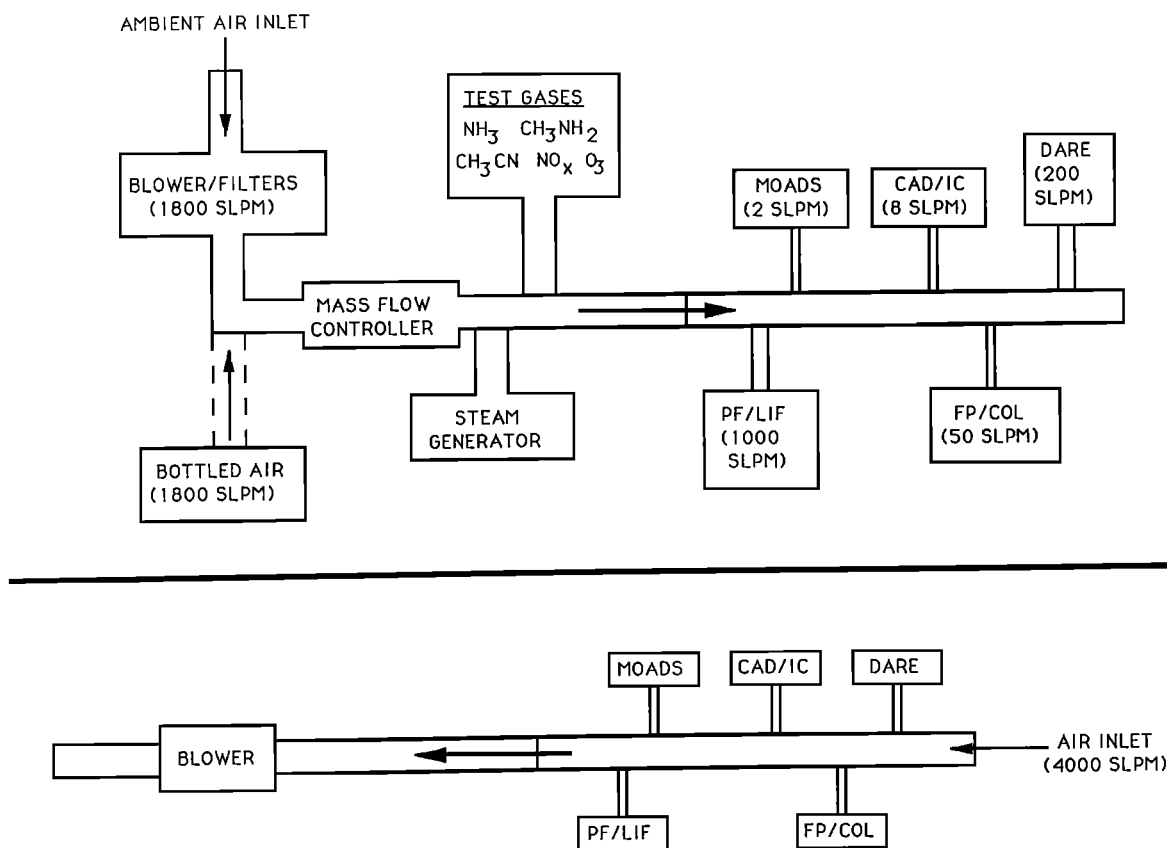 AMBIENT AIR INLET
TEST GASES
NH3 CH3NH2
CH3CN NOX O3
BLOWER/FILTERS
(1800 SLPM)
MOADS
(2 SLPM)
CAD/IC
(8 SLPM)
DARE
(200
SLPM)
MASS FLOW
CONTROLLER
STEAM
GENERATOR
PF/LIF
(1000
SLPM)
FP/COL
(50 SLPM)
BOTTLED AIR
(1800 SLPM)
MOADS
CAD/IC
DARE
BLOWER
AIR INLET
(4000 SLPM)
PF/LIF
FP/COL